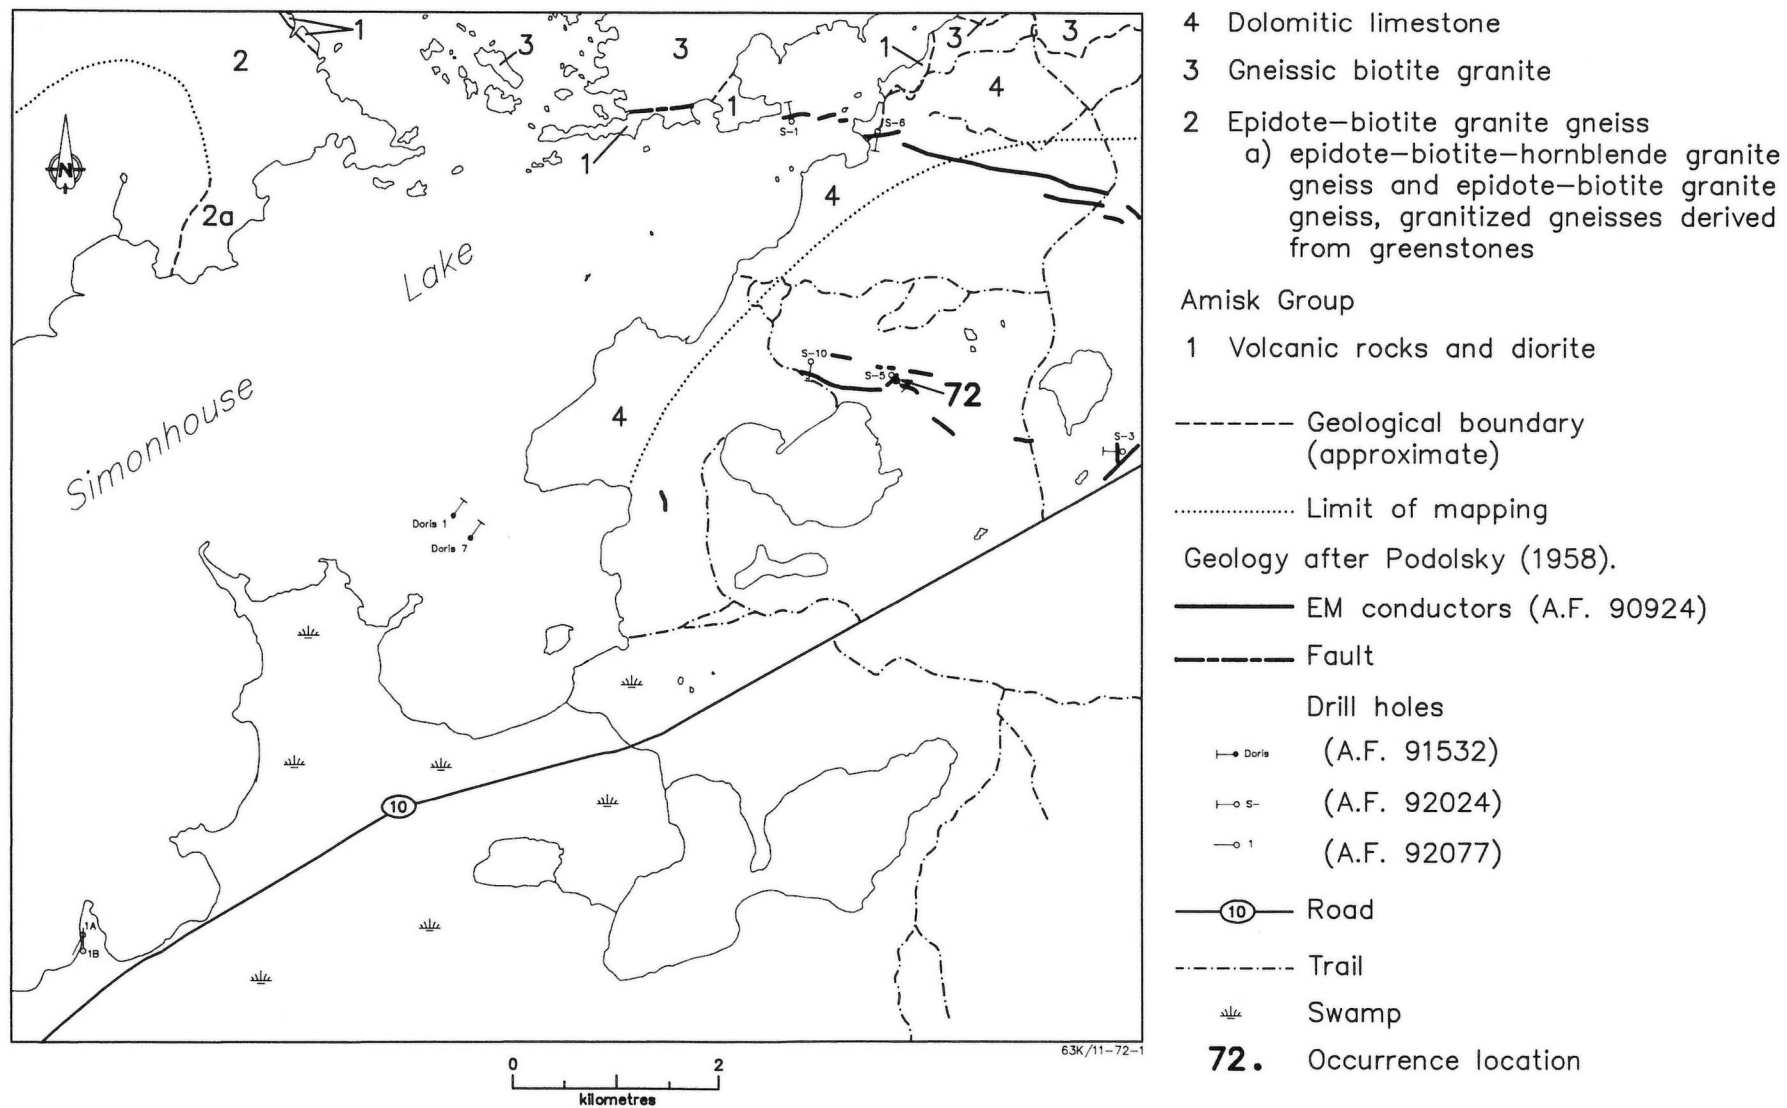 1
3
3
1
3
3
2
4
1
S-1
S-6
1
N
4
2a
Lake
S-10
S-5
72
Simonhouse
4
S-3
Doris 1
Doris 7
10
1A
1B
63K/11-72-1
0 2
kilometres
4 Dolomitic limestone
3 Gneissic biotite granite
2 Epidote–biotite granite gneiss
a) epidote–biotite–hornblende granite
gneiss and epidote–biotite granite
gneiss, granitized gneisses derived
from greenstones
Amisk Group
1 Volcanic rocks and diorite
Geological boundary
(approximate)
Limit of mapping
Geology after Podolsky (1958).
EM conductors (A.F. 90924)
Fault
Drill holes
Doris (A.F. 91532)
S- (A.F. 92024)
1 (A.F. 92077)
10 Road
Trail
Swamp
72. Occurrence location